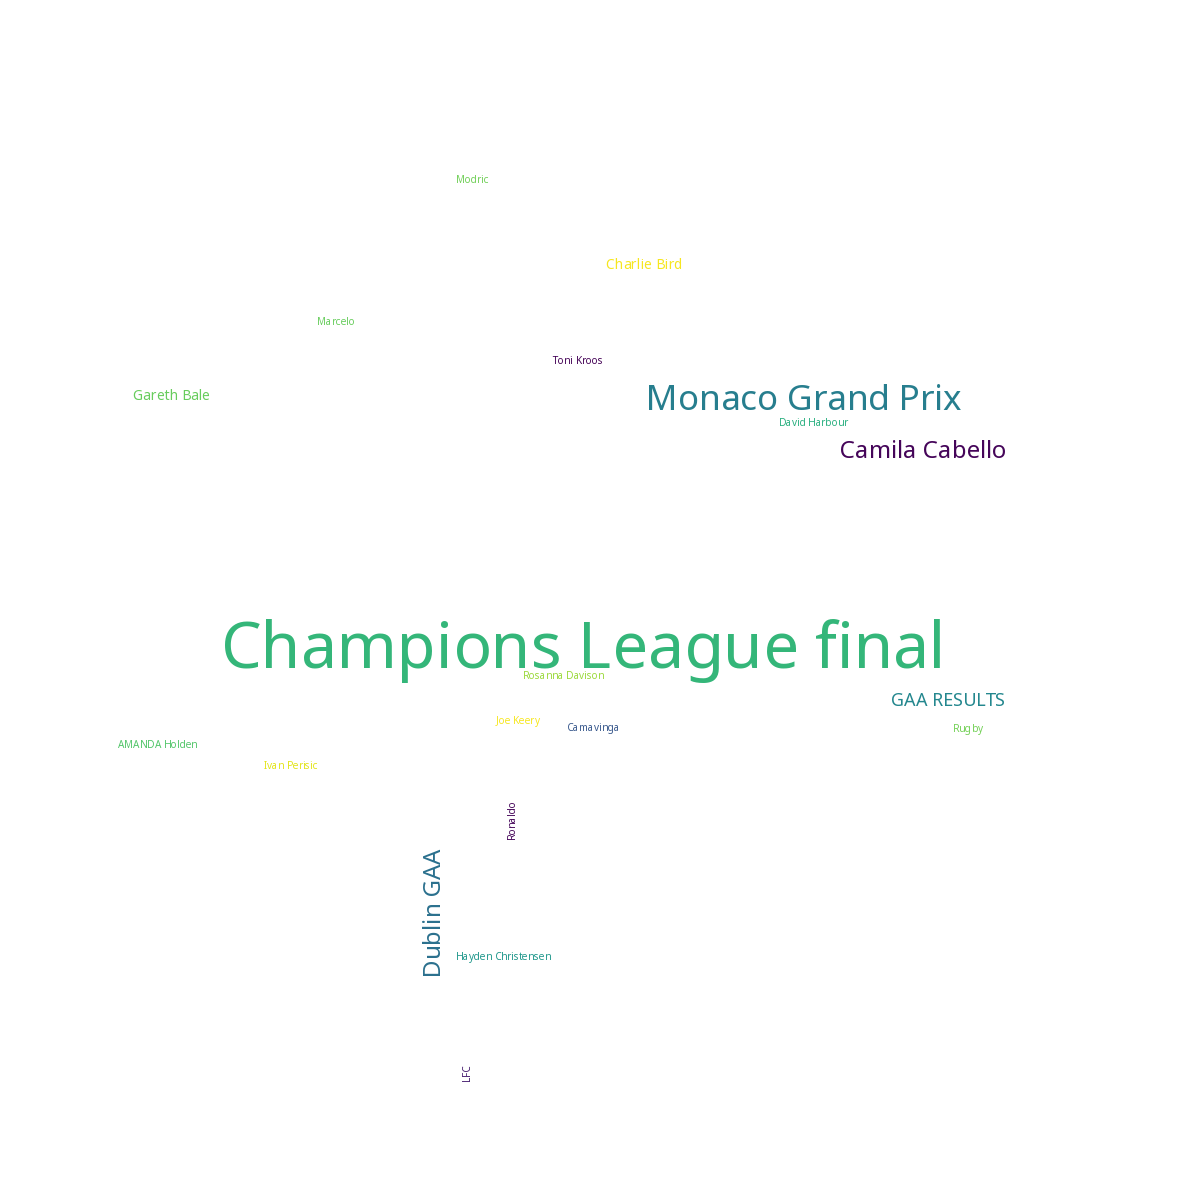 Modric
Charlie Bird
Marcelo
Toni Kroos
Gareth Bale
Monaco Grand Prix
David Harbour
Camila Cabello
Champions League final
Rosanna Davison
GAA RESULTS
Joe Keery
Camavinga
Rugby
AMANDA Holden
Ivan Perisic
Ronaldo
Dublin GAA
Hayden Christensen
LFC